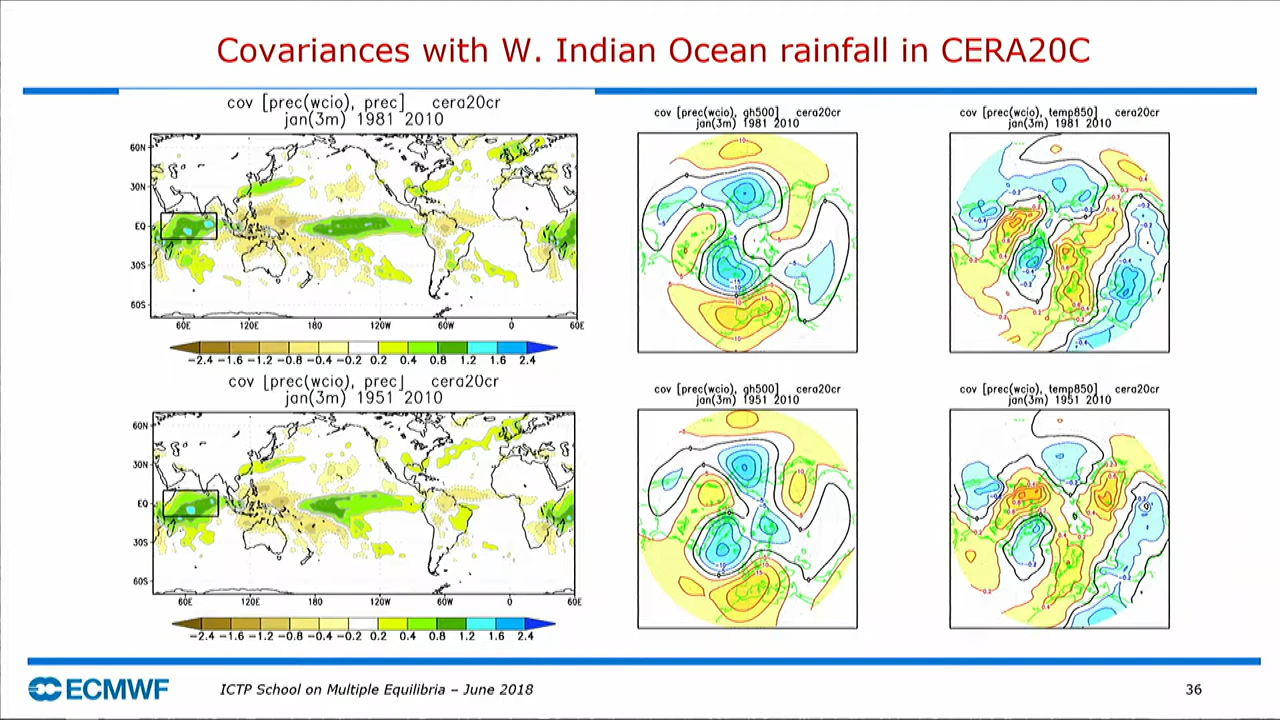 Covariances with W. Indian Ocean rainfall in CERA20C
cov [prec(wcio), prec] cera20cr
jan(3m) 1981 2010
60N
30N
EQ
30S
60S
60E 120E 180 120W 60W 0 60E
-2.4 -1.6 -1.2 -0.8 -0.4 -0.2 0.2 0.4 0.8 1.2 1.6 2.4
cov [prec(wcio), gh500] cera20cr
jan(3m) 1981 2010
cov [prec(wcio), temp850] cera20cr
jan(3m) 1981 2010
cov [prec(wcio), prec] cera20cr
jan(3m) 1951 2010
60N
30N
EQ
30S
60S
60E 120E 180 120W 60W 0 60E
-2.4 -1.6 -1.2 -0.8 -0.4 -0.2 0.2 0.4 0.8 1.2 1.6 2.4
cov [prec(wcio), gh500] cera20cr
jan(3m) 1951 2010
cov [prec(wcio), temp850] cera20cr
jan(3m) 1951 2010
ECMWF
ICTP School on Multiple Equilibria – June 2018
36